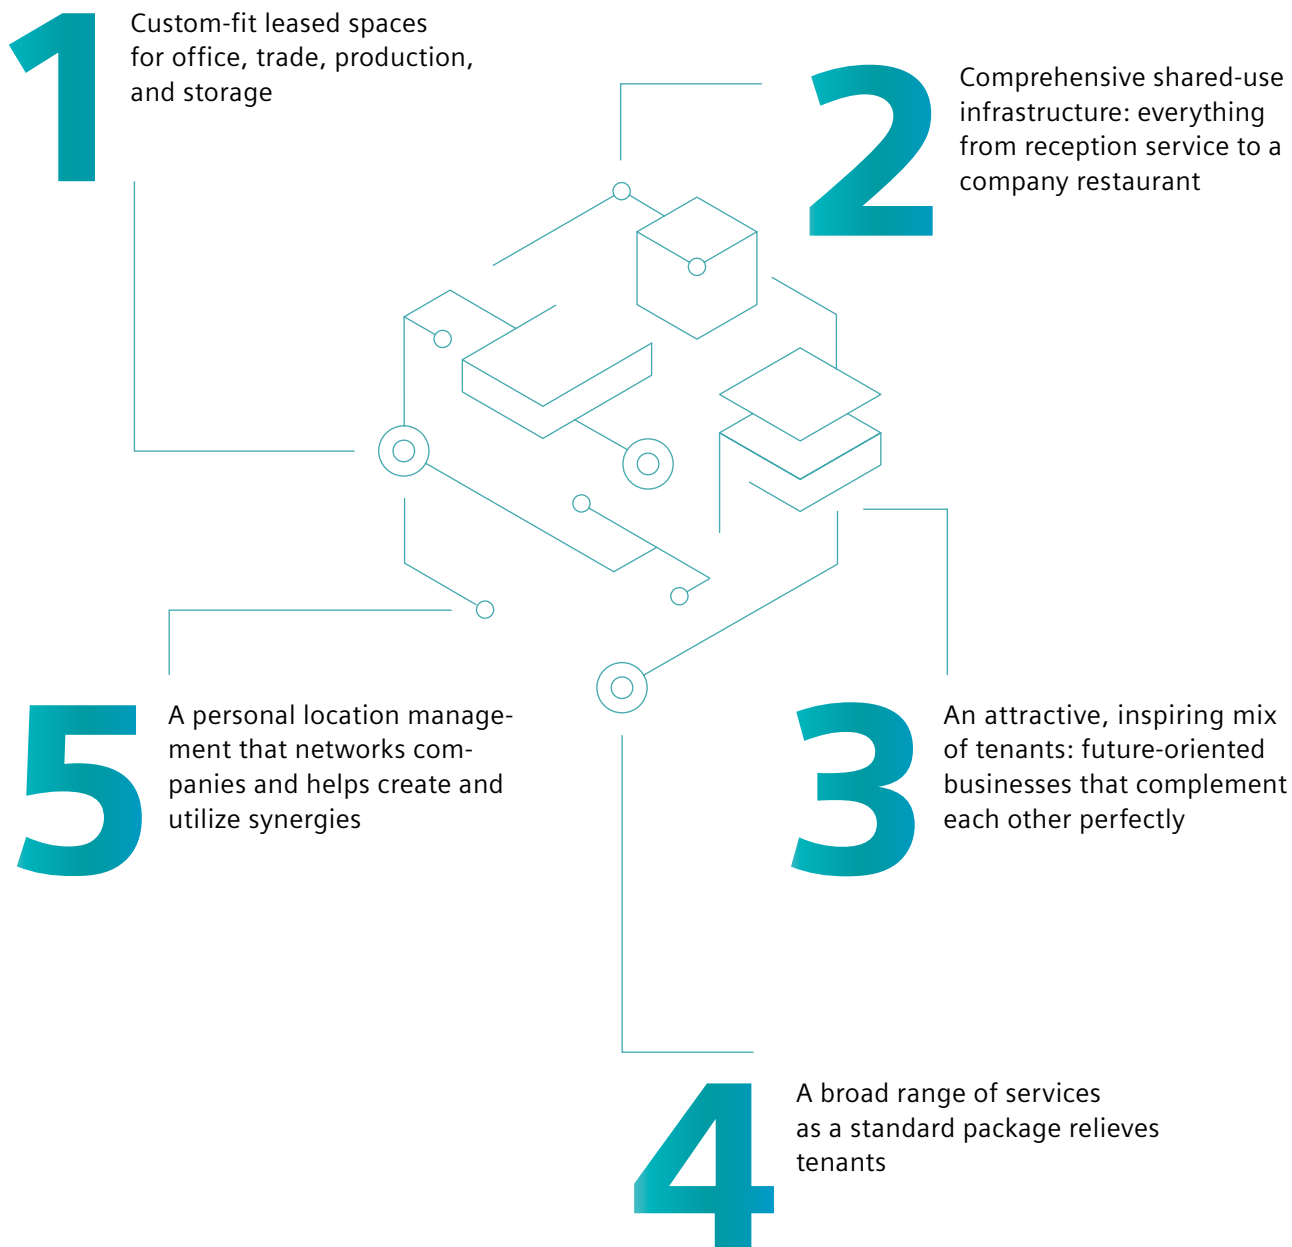 1
Custom-fit leased spaces
for office, trade, production,
and storage
2
Comprehensive shared-use
infrastructure: everything
from reception service to a
company restaurant
3
An attractive, inspiring mix
of tenants: future-oriented
businesses that complement
each other perfectly
4
A broad range of services
as a standard package relieves
tenants
5
A personal location manage-
ment that networks com-
panies and helps create and
utilize synergies